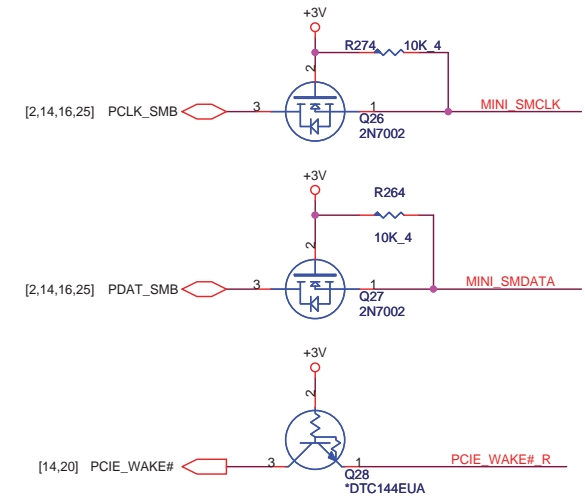 +3V
R274 10K_4
2
[2,14,16,25] PCLK_SMB 3 1 MINI_SMCLK
Q26
2N7002
+3V
R264
2 10K_4
[2,14,16,25] PDAT_SMB 3 1 MINI_SMDATA
Q27
2N7002
+3V
2
[14,20] PCIE_WAKE# 3 1 PCIE_WAKE#_R
Q28
*DTC144EUA